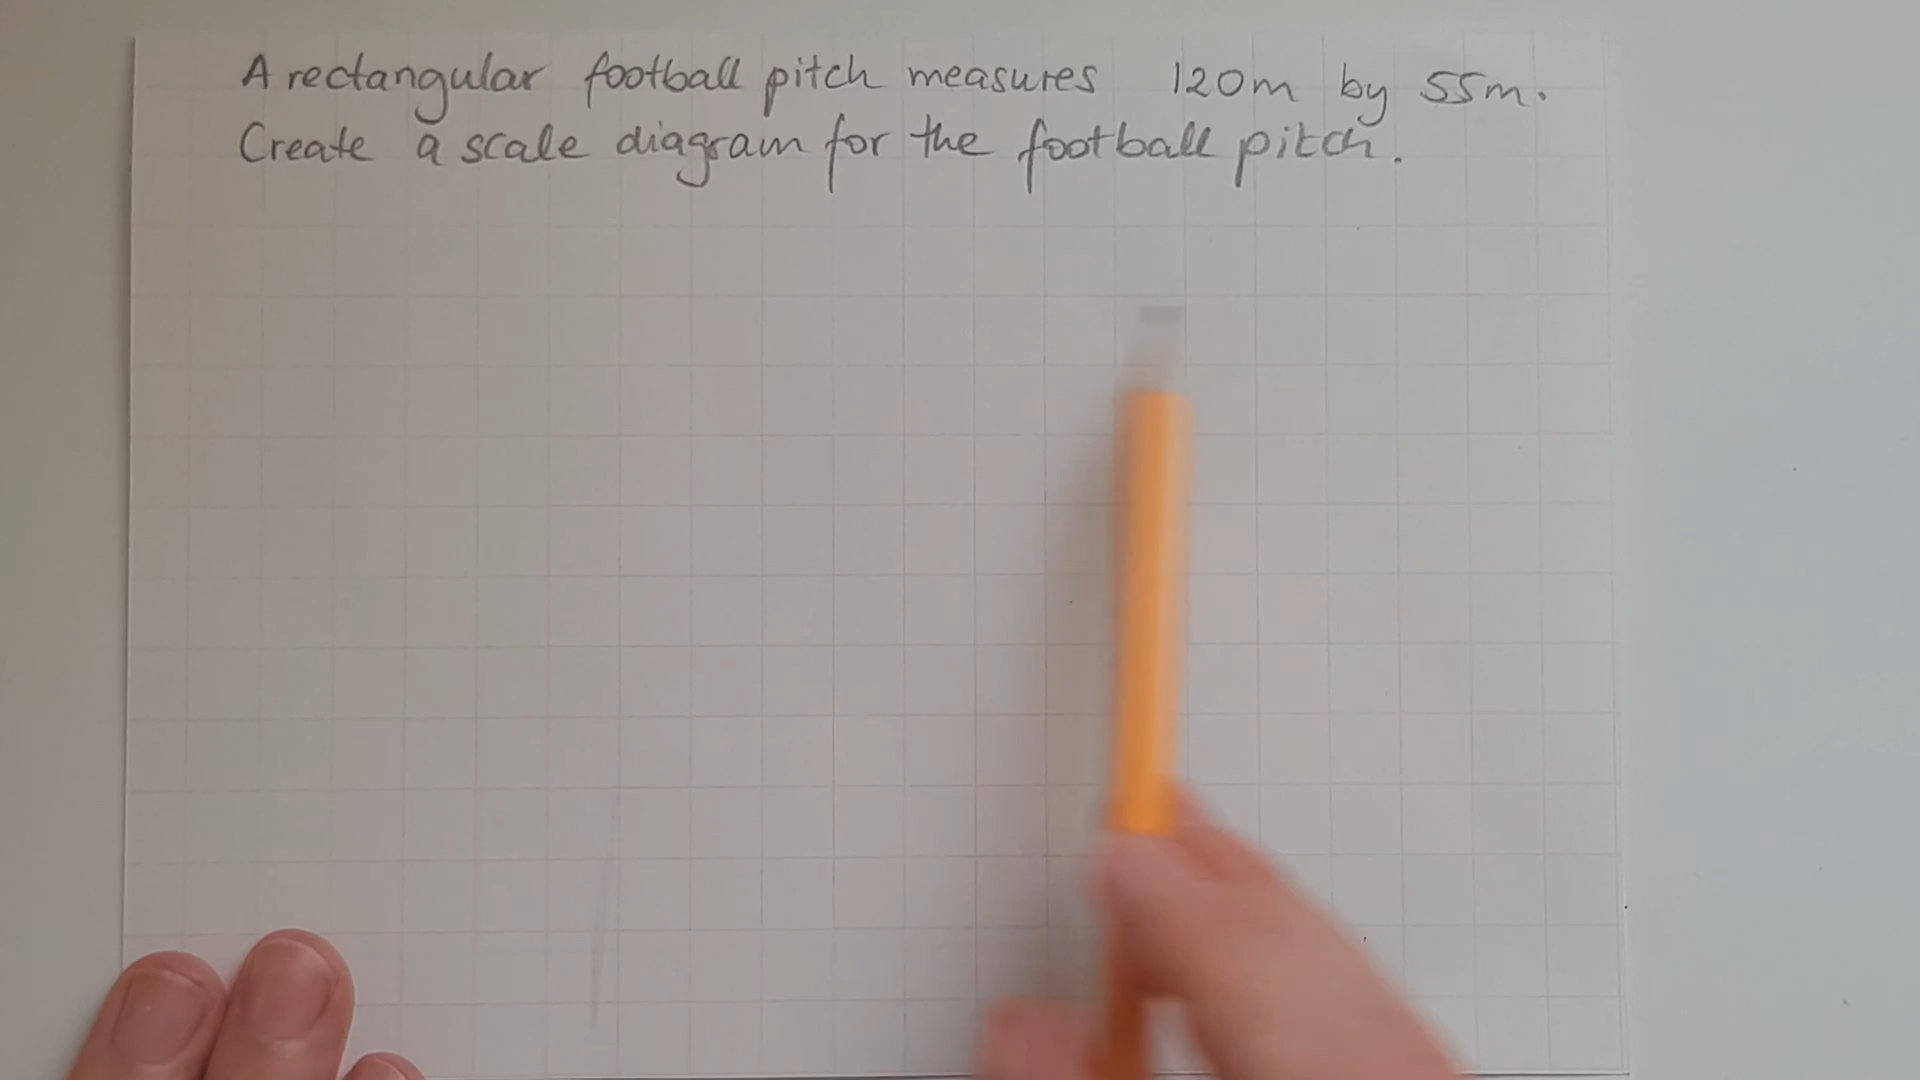 A rectangular football pitch measures 120m by 55m.
Create a scale diagram for the football pitch.